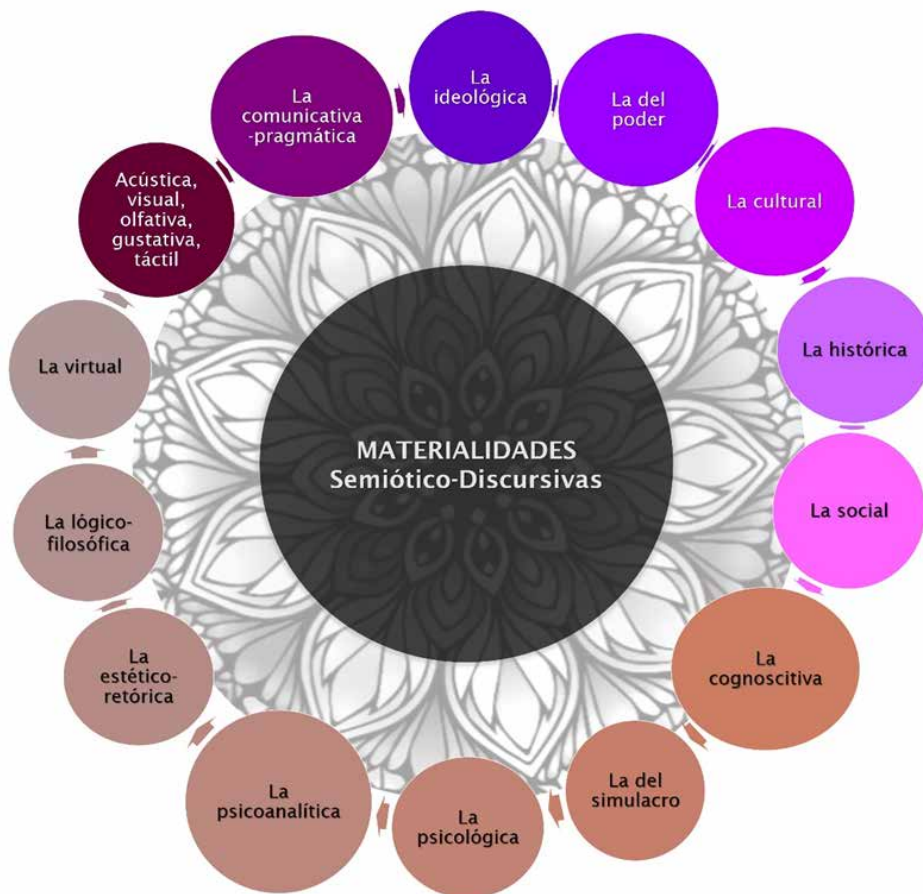 La
ideológica
La del
poder
La cultural
La histórica
La social
La
cognoscitiva
La del
simulacro
La
psicológica
La
psicoanalítica
La
estético-
retórica
La lógico-
filosófica
La virtual
Acústica,
visual,
olfativa,
gustativa,
táctil
La
comunicativa
-pragmática
MATERIALIDADES
Semiótico-Discursivas